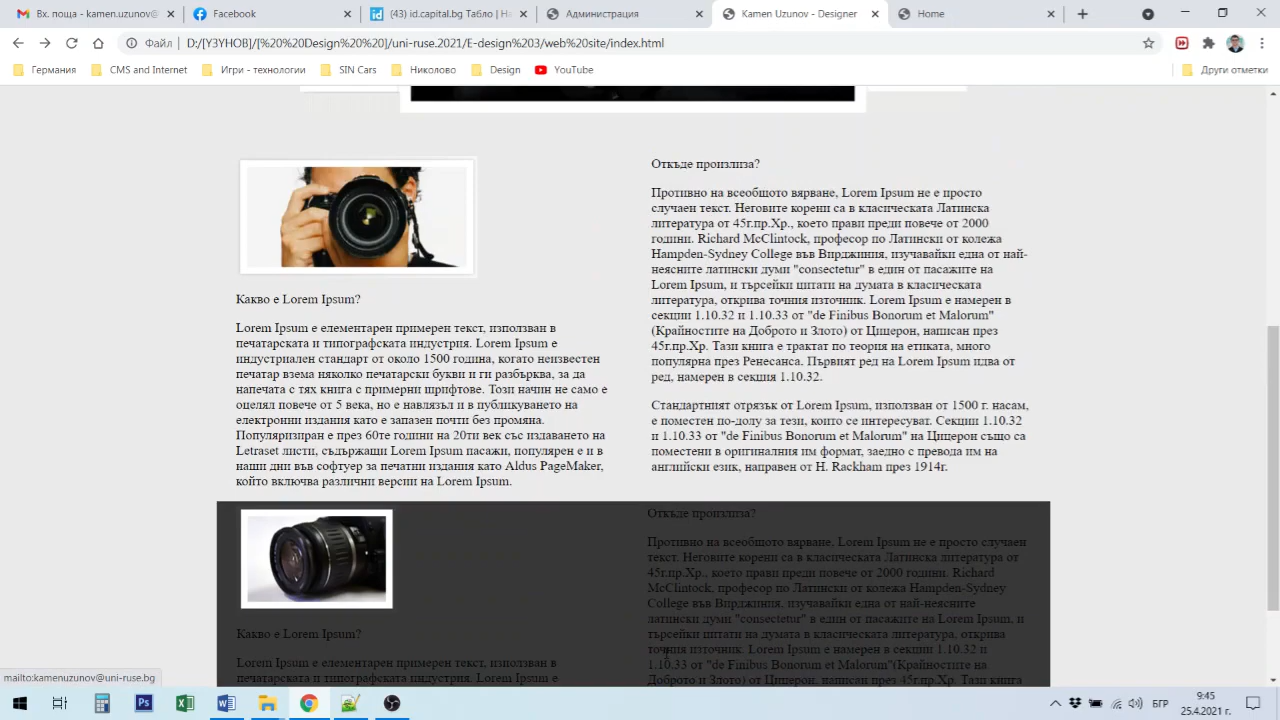 Вх. поща - kamen.uzunov@
Facebook
(43) id.capital.bg Табло | Н
Администрация
Kamen Uzunov - Designer
Home
Файл
D:/[УЗУНОВ]/[%20%20Design%20%20]/uni-ruse.2021/E-design%203/web%20site/index.html
Германия
CMS and Internet
Игри - технологии
SIN Cars
Николово
Design
YouTube
Други отметки
Какво е Lorem Ipsum?
Lorem Ipsum е елементарен примерен текст, използван в
печатарската и типографската индустрия. Lorem Ipsum е
индустриален стандарт от около 1500 година, когато неизвестен
печатар взема няколко печатарски букви и ги разбърква, за да
напечата с тях книга с примерни шрифтове. Този начин не само е
оцелял повече от 5 века, но е навлязъл и в публикуването на
електронни издания като е запазен почти без промяна.
Популяризиран е през 60те години на 20ти век със издаването на
Letraset листи, съдържащи Lorem Ipsum пасажи, популярен е и в
наши дни във софтуер за печатни издания като Aldus PageMaker,
който включва различни версии на Lorem Ipsum.
Откъде произлиза?
Противно на всеобщото вярване, Lorem Ipsum не е просто
случаен текст. Неговите корени са в класическата Латинска
литература от 45г.пр.Хр., което прави преди повече от 2000
години. Richard McClintock, професор по Латински от колежа
Hampden-Sydney College във Вирджиния, изучавайки една от най-
неясните латински думи "consectetur" в един от пасажите на
Lorem Ipsum, и търсейки цитати на думата в класическата
литература, открива точния източник. Lorem Ipsum е намерен в
секции 1.10.32 и 1.10.33 от "de Finibus Bonorum et Malorum"
(Крайностите на Доброто и Злото) от Цицерон, написан през
45г.пр.Хр. Тази книга е трактат по теория на етиката, много
популярна през Ренесанса. Първият ред на Lorem Ipsum идва от
ред, намерен в секция 1.10.32.
Стандартният отрязък от Lorem Ipsum, използван от 1500 г. насам,
е поместен по-долу за тези, които се интересуват. Секции 1.10.32
и 1.10.33 от "de Finibus Bonorum et Malorum" на Цицерон също са
поместени в оригиналния им формат, заедно с превода им на
английски език, направен от H. Rackham през 1914г.
Какво е Lorem Ipsum?
Lorem Ipsum е елементарен примерен текст, използван в
печатарската и типографската индустрия. Lorem Ipsum е
Откъде произлиза?
Противно на всеобщото вярване, Lorem Ipsum не е просто случаен
текст. Неговите корени са в класическата Латинска литература от
45г.пр.Хр., което прави преди повече от 2000 години. Richard
McClintock, професор по Латински от колежа Hampden-Sydney
College във Вирджиния, изучавайки една от най-неясните
латински думи "consectetur" в един от пасажите на Lorem Ipsum, и
търсейки цитати на думата в класическата литература, открива
точния източник. Lorem Ipsum е намерен в секции 1.10.32 и
1.10.33 от "de Finibus Bonorum et Malorum"(Крайностите на
Доброто и Злото) от Цицерон, написан през 45г.пр.Хр. Тази книга
mailto:kamenuzunov@uni-ruse.bg
БГР
9:45
25.4.2021 г.